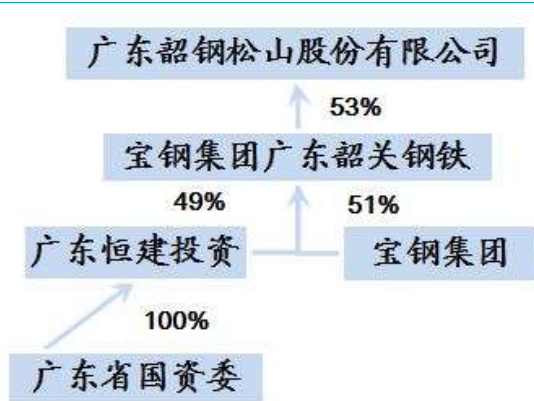 广东韶钢松山股份有限公司
53%
宝钢集团广东韶关钢铁
49%
51%
广东恒建投资
宝钢集团
100%
广东省国资委